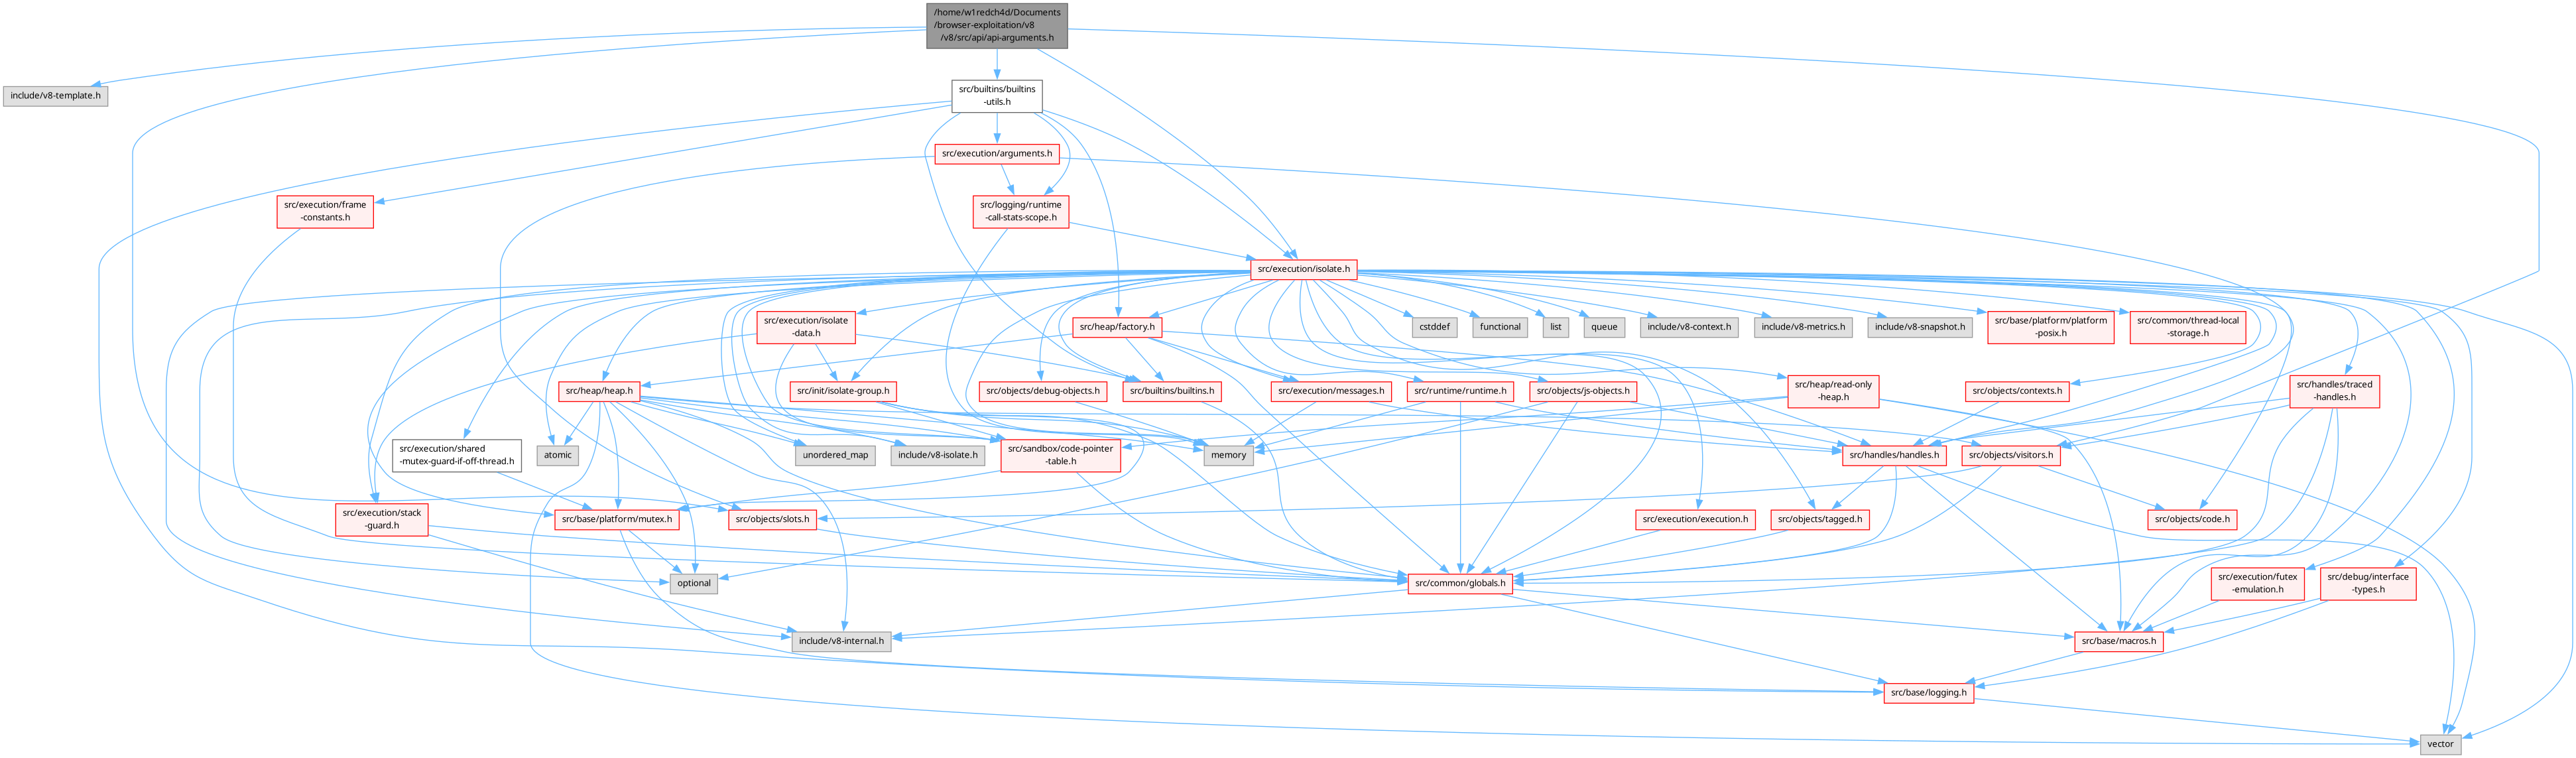 /home/w1redch4d/Documents
/browser-exploitation/v8
/v8/src/api/api-arguments.h
include/v8-template.h
src/builtins/builtins
-utils.h
src/execution/arguments.h
src/execution/frame
-constants.h
src/logging/runtime
-call-stats-scope.h
src/execution/isolate.h
src/execution/isolate
-data.h
src/heap/factory.h
cstddef
functional
list
queue
include/v8-context.h
include/v8-metrics.h
include/v8-snapshot.h
src/base/platform/platform
-posix.h
src/common/thread-local
-storage.h
src/heap/heap.h
src/init/isolate-group.h
src/objects/debug-objects.h
src/builtins/builtins.h
src/execution/messages.h
src/runtime/runtime.h
src/objects/js-objects.h
src/heap/read-only
-heap.h
src/objects/contexts.h
src/handles/traced
-handles.h
src/execution/shared
-mutex-guard-if-off-thread.h
atomic
unordered_map
include/v8-isolate.h
src/sandbox/code-pointer
-table.h
memory
src/handles/handles.h
src/objects/visitors.h
src/execution/stack
-guard.h
src/base/platform/mutex.h
src/objects/slots.h
src/execution/execution.h
src/objects/tagged.h
src/objects/code.h
optional
src/common/globals.h
src/execution/futex
-emulation.h
src/debug/interface
-types.h
include/v8-internal.h
src/base/macros.h
src/base/logging.h
vector